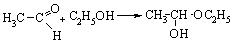 O
H₃C-C + C₂H₅OH ⟶ CH₃-CH-OC₂H₅
H OH